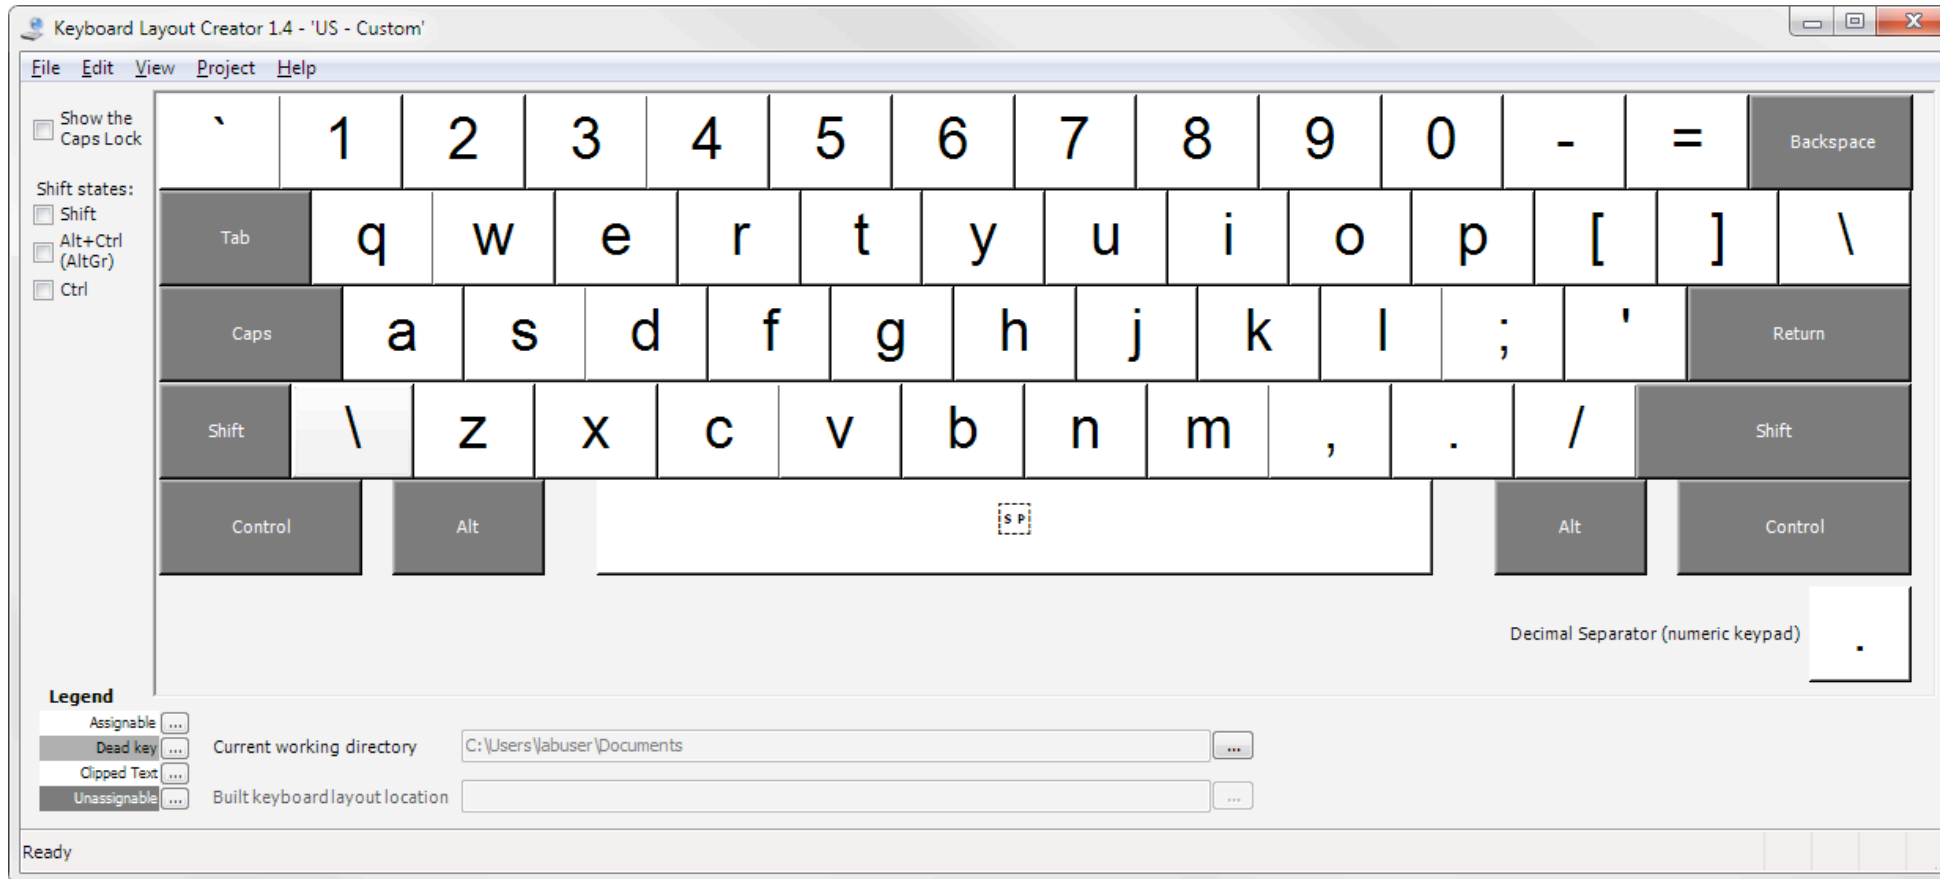 Keyboard Layout Creator 1.4 - 'US - Custom'
File Edit View Project Help
Show the
Caps Lock
Shift states:
Shift
Alt+Ctrl
(AltGr)
Ctrl
` 1 2 3 4 5 6 7 8 9 0 - = Backspace
Tab q w e r t y u i o p [ ] \
Caps a s d f g h j k l ; ' Return
Shift \ z x c v b n m , . / Shift
Control Alt SP Alt Control
Decimal Separator (numeric keypad) .
Legend
Assignable ...
Dead key ...
Clipped Text ...
Unassignable ...
Current working directory C:\Users\labuser\Documents ...
Built keyboard layout location ...
Ready